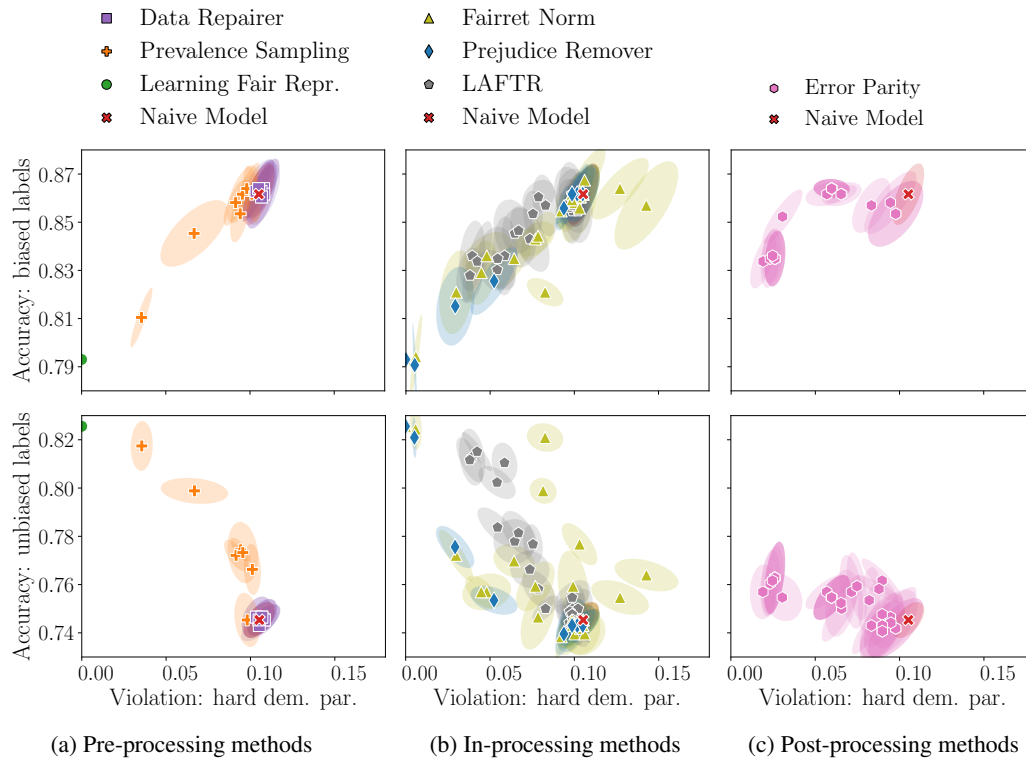 Data Repairer
Prevalence Sampling
Learning Fair Repr.
Naive Model
Fairret Norm
Prejudice Remover
LAFTR
Naive Model
Error Parity
Naive Model
Accuracy: biased labels
0.87
0.85
0.83
0.81
0.79
Accuracy: unbiased labels
0.82
0.80
0.78
0.76
0.74
0.00 0.05 0.10 0.15
Violation: hard dem. par.
0.00 0.05 0.10 0.15
Violation: hard dem. par.
0.00 0.05 0.10 0.15
Violation: hard dem. par.
(a) Pre-processing methods
(b) In-processing methods
(c) Post-processing methods